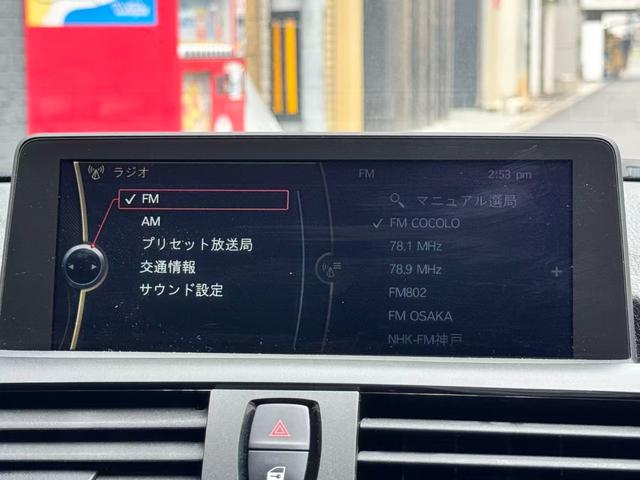 ラジオ
FM
AM
プリセット放送局
交通情報
サウンド設定
FM
2:53 pm
マニュアル選局
FM COCOLO
78.1 MHz
78.9 MHz
FM802
FM OSAKA
NHK-FM神戸